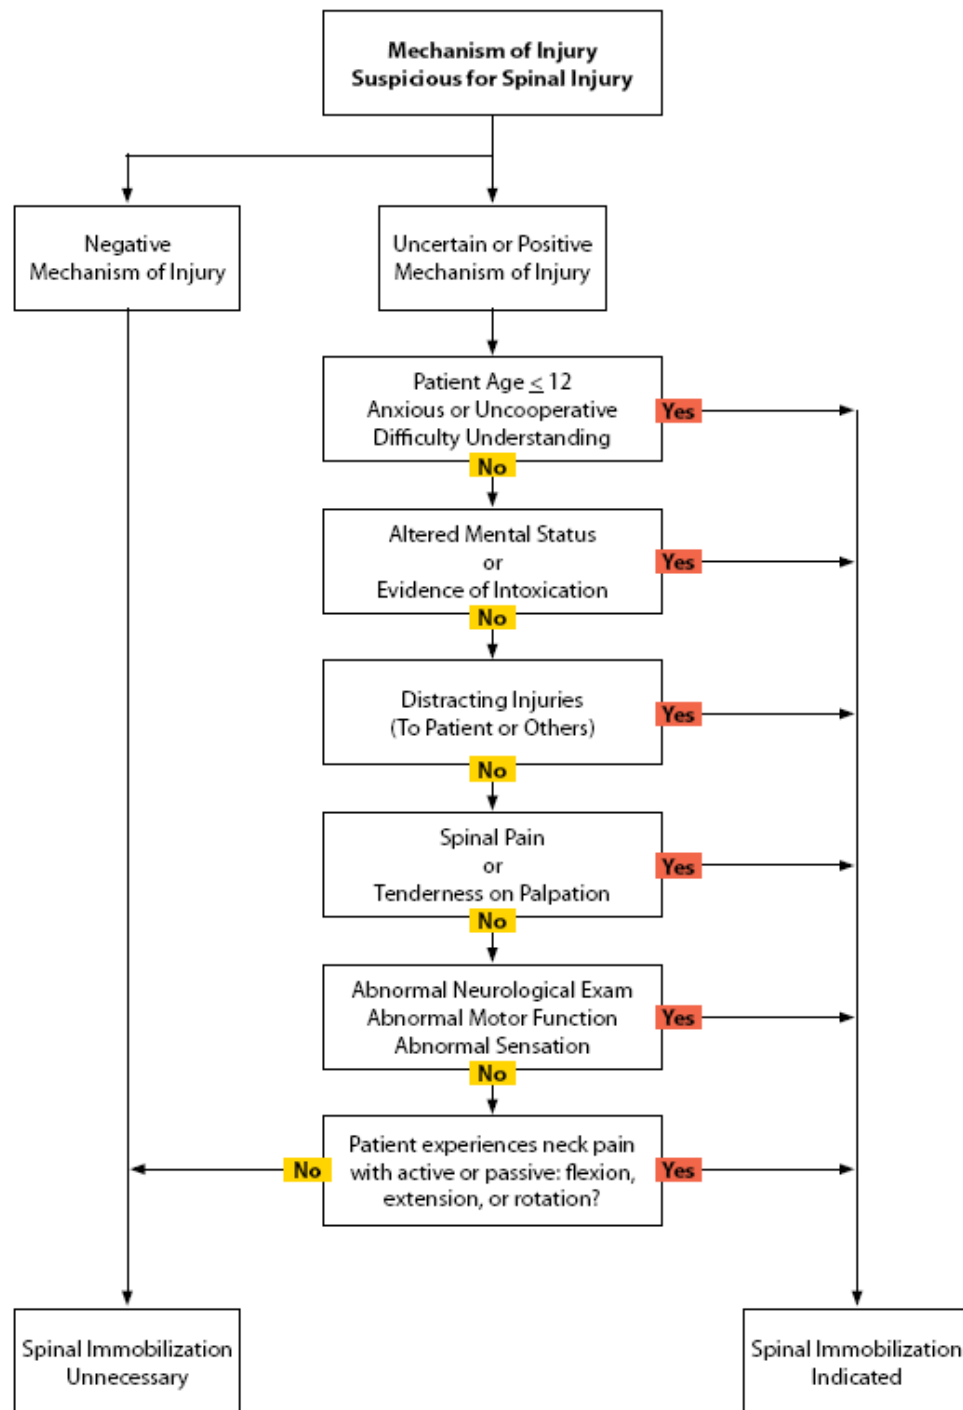 Mechanism of Injury
Suspicious for Spinal Injury
Negative
Mechanism of Injury
Uncertain or Positive
Mechanism of Injury
Patient Age ≤ 12
Anxious or Uncooperative
Difficulty Understanding
Yes
No
Altered Mental Status
or
Evidence of Intoxication
Yes
No
Distracting Injuries
(To Patient or Others)
Yes
No
Spinal Pain
or
Tenderness on Palpation
Yes
No
Abnormal Neurological Exam
Abnormal Motor Function
Abnormal Sensation
Yes
No
Patient experiences neck pain
with active or passive: flexion,
extension, or rotation?
No
Yes
Spinal Immobilization
Unnecessary
Spinal Immobilization
Indicated